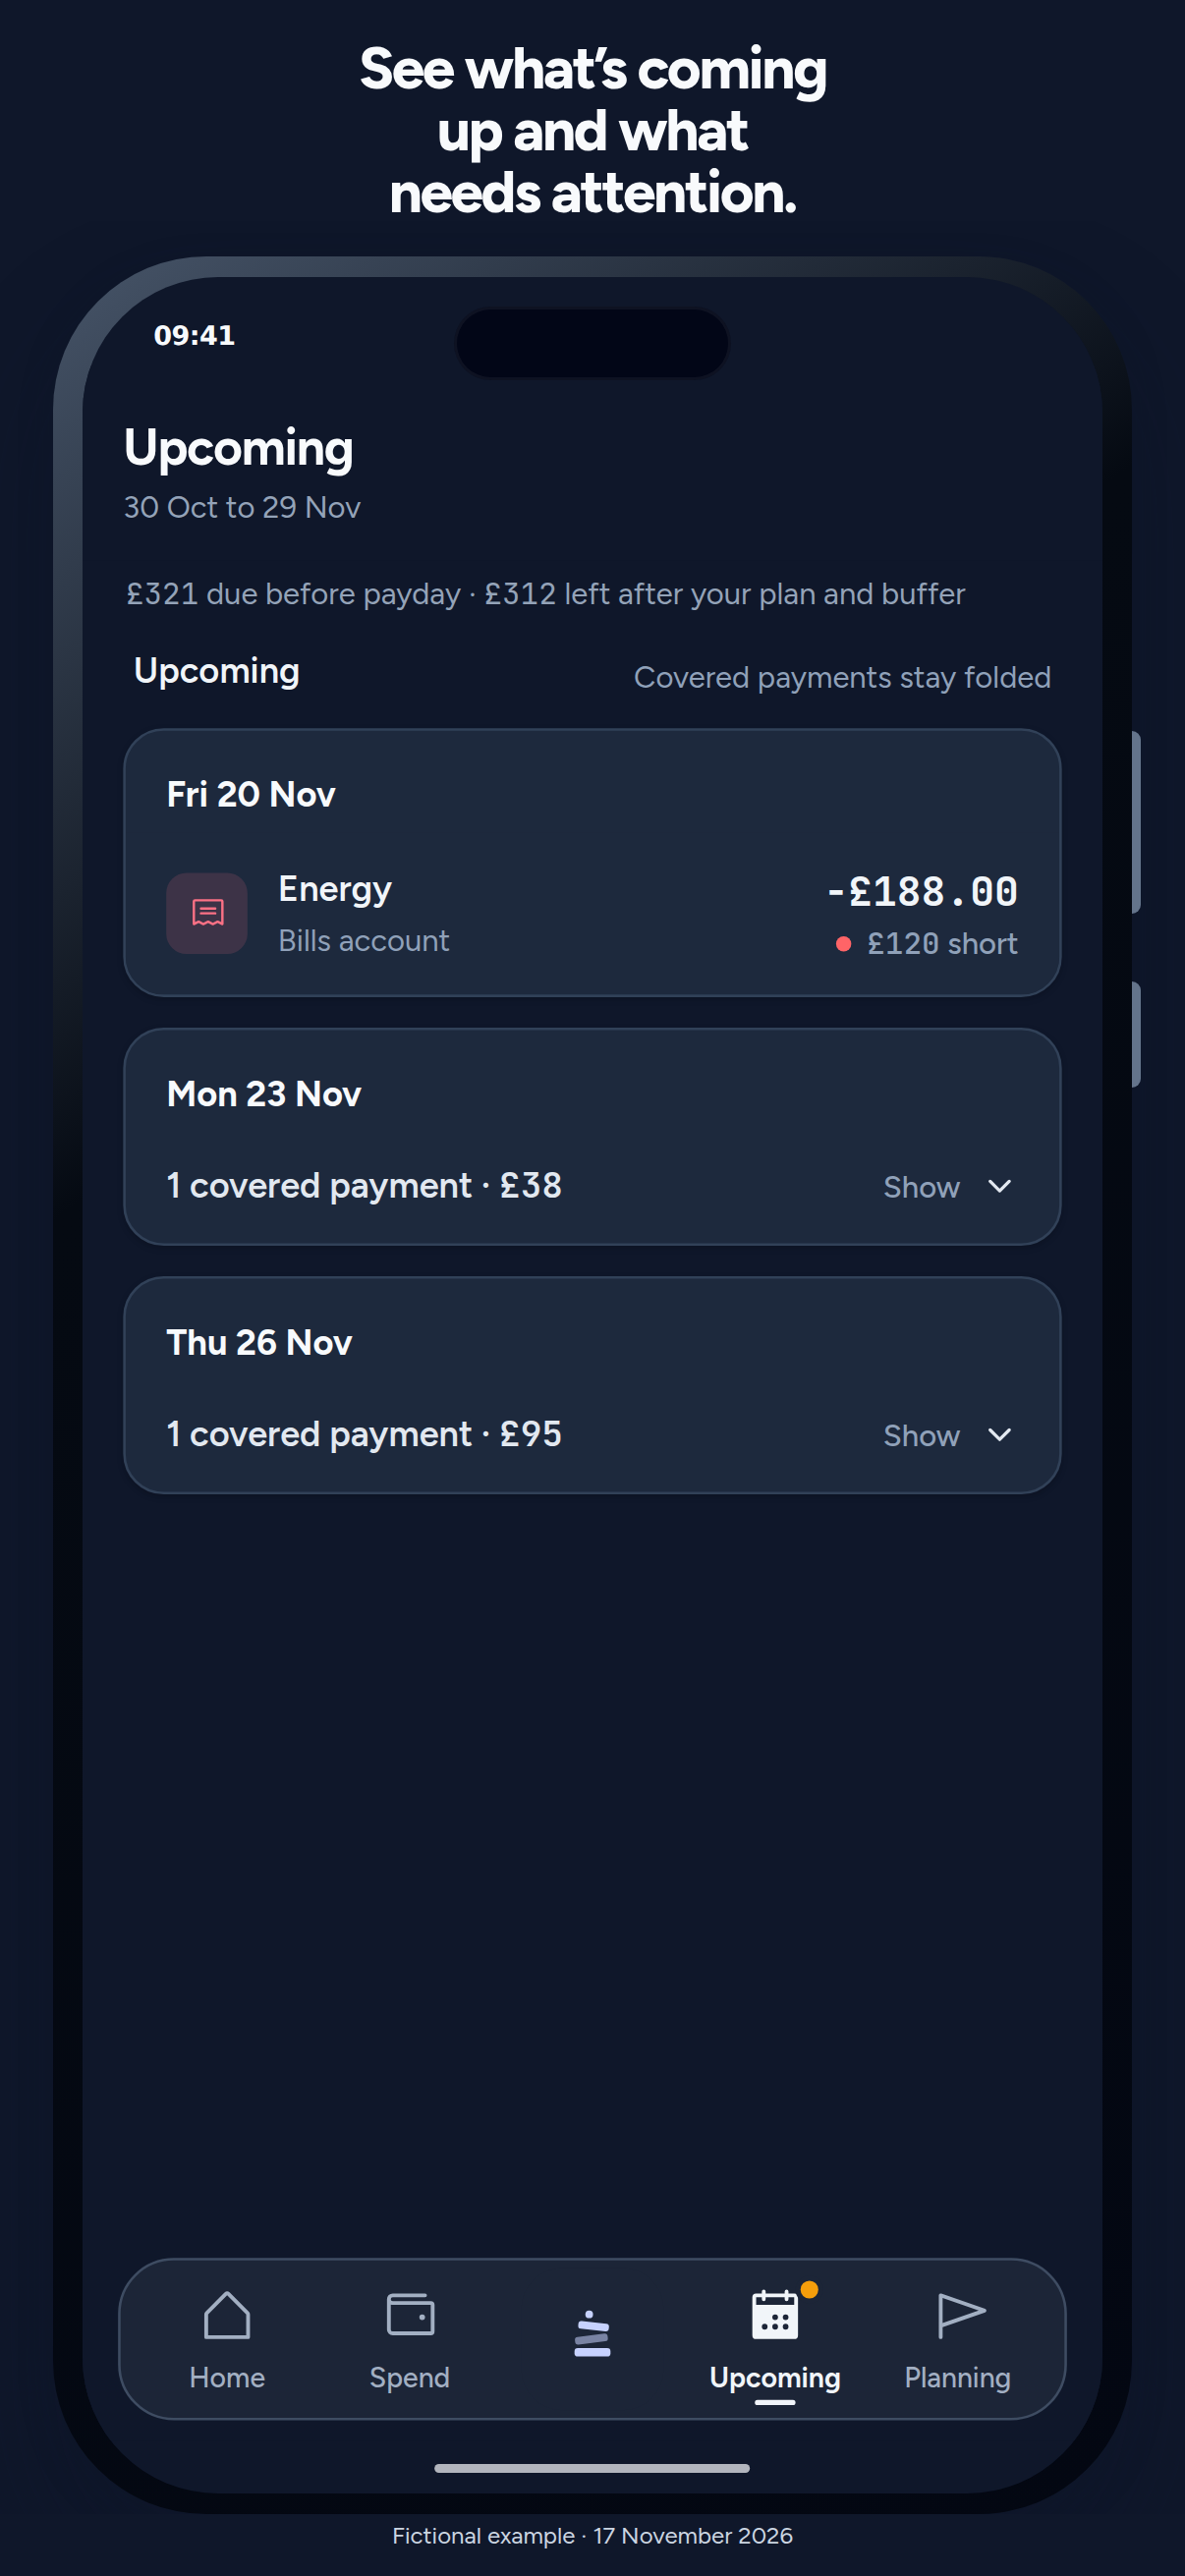 See what’s coming
up and what
needs attention.
09:41
Upcoming
30 Oct to 29 Nov
£321 due before payday · £312 left after your plan and buffer
Upcoming
Covered payments stay folded
Fri 20 Nov
Energy
-£188.00
Bills account
£120 short
Mon 23 Nov
1 covered payment · £38
Show
Thu 26 Nov
1 covered payment · £95
Show
Home
Spend
Upcoming
Planning
Fictional example · 17 November 2026